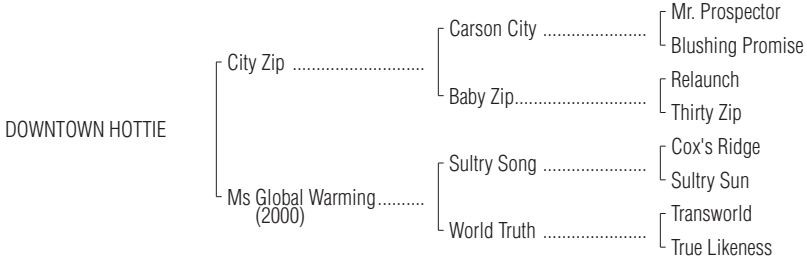 Mr. Prospector
Carson City ......................
Blushing Promise
City Zip ............................
Relaunch
Baby Zip............................
Thirty Zip
DOWNTOWN HOTTIE
Cox's Ridge
Sultry Song ......................
Sultry Sun
Ms Global Warming..........
(2000)
Transworld
World Truth ......................
True Likeness